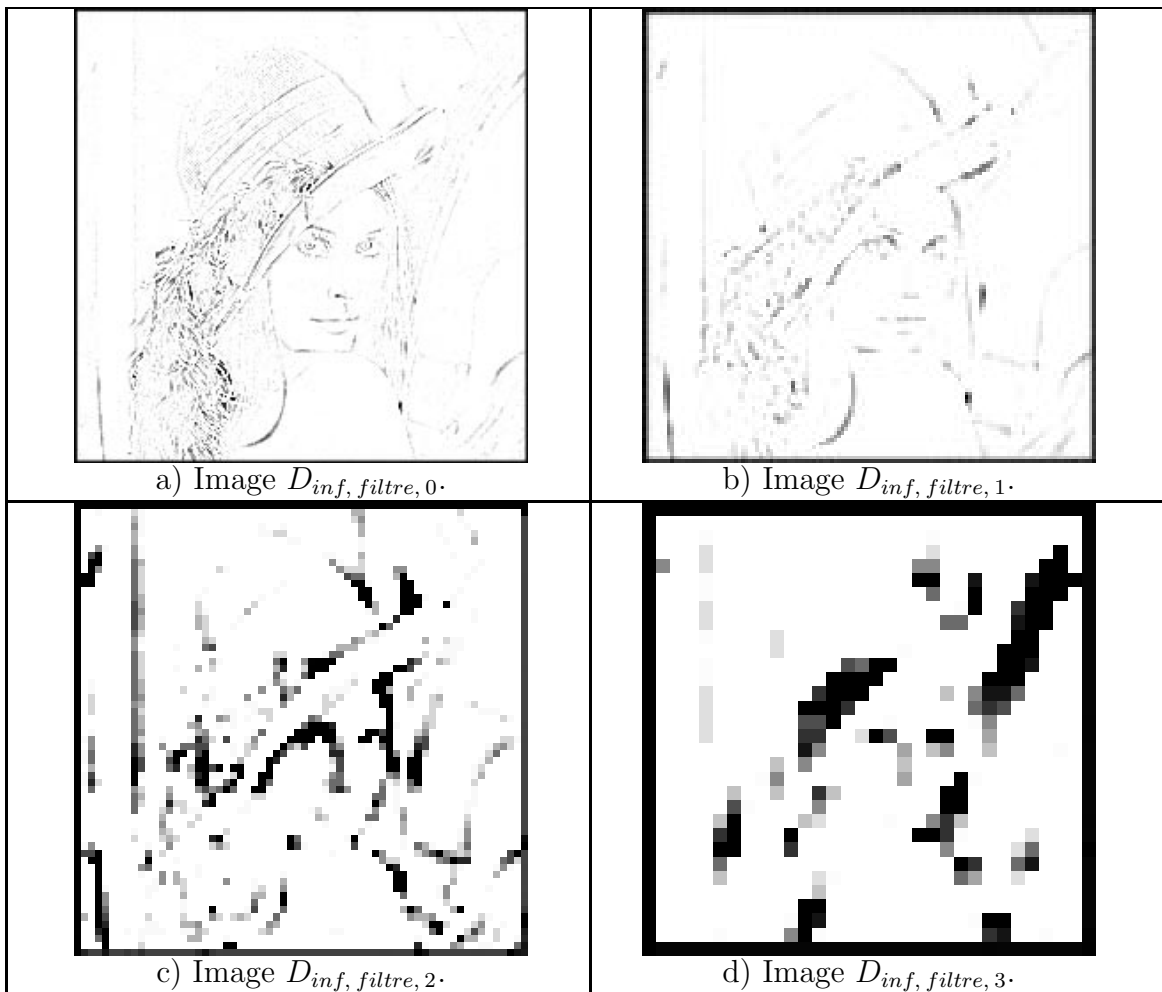 a) Image $D_{inf,\,filtre,\,0}$.
b) Image $D_{inf,\,filtre,\,1}$.
c) Image $D_{inf,\,filtre,\,2}$.
d) Image $D_{inf,\,filtre,\,3}$.